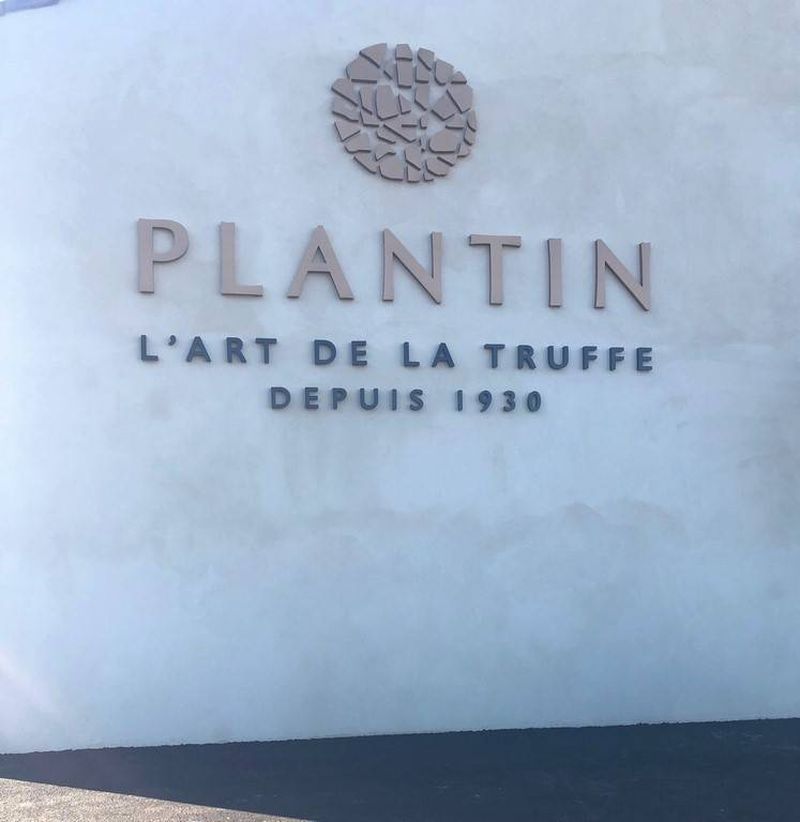 PLANTIN
L'ART DE LA TRUFFE
DEPUIS 1930